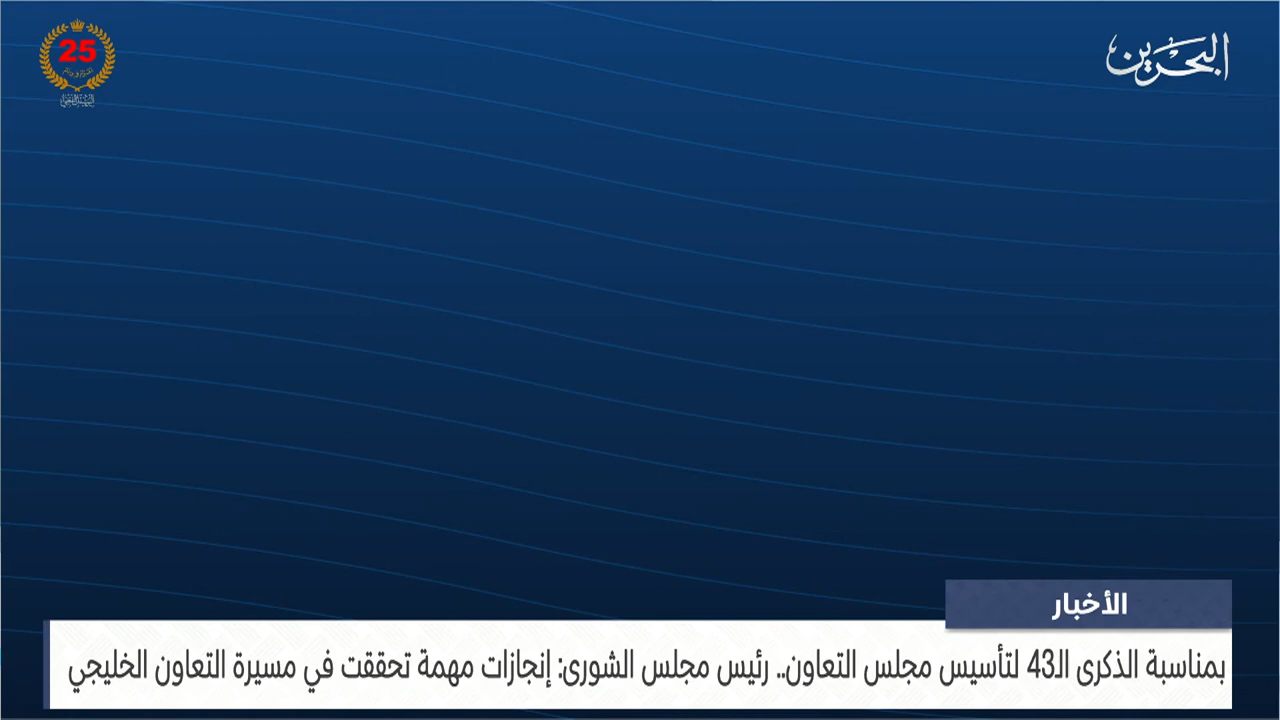 البحرين
25
الأخبار
بمناسبة الذكرى الـ43 لتأسيس مجلس التعاون.. رئيس مجلس الشورى: إنجازات مهمة تحققت في مسيرة التعاون الخليجي